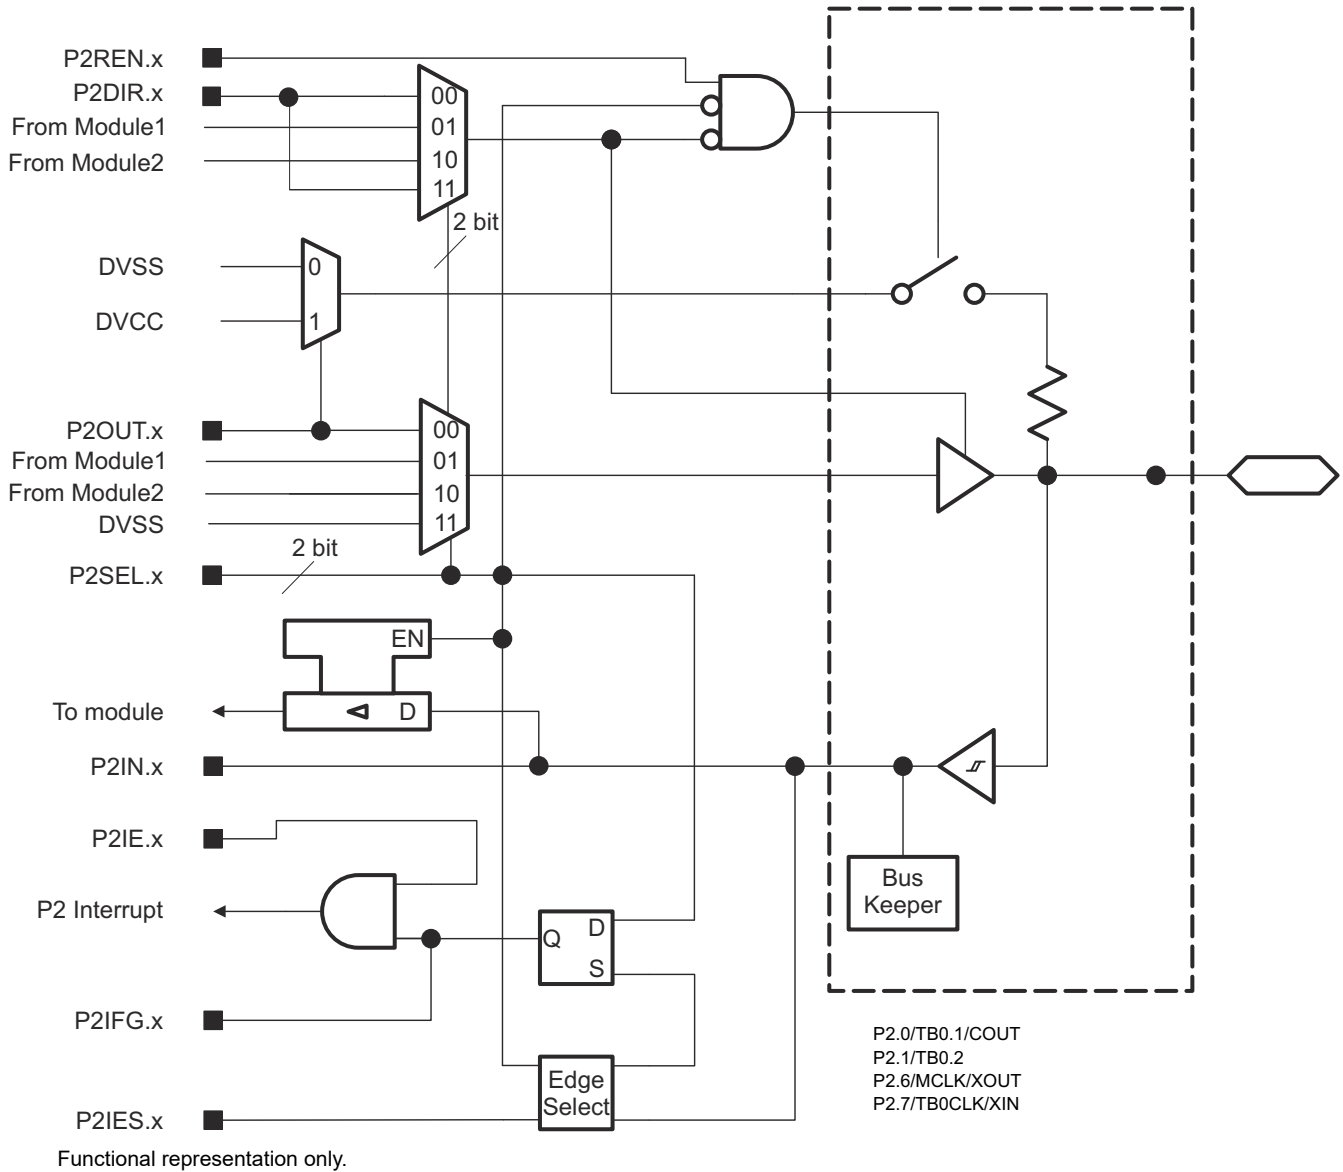 P2REN.x
P2DIR.x
00
From Module1
01
From Module2
10
11
2 bit
DVSS
0
DVCC
1
P2OUT.x
00
From Module1
01
From Module2
10
DVSS
11
2 bit
P2SEL.x
EN
To module
D
P2IN.x
P2IE.x
Bus
Keeper
P2 Interrupt
D
Q
S
P2IFG.x
P2.0/TB0.1/COUT
P2.1/TB0.2
P2.6/MCLK/XOUT
P2.7/TB0CLK/XIN
Edge
Select
P2IES.x
Functional representation only.